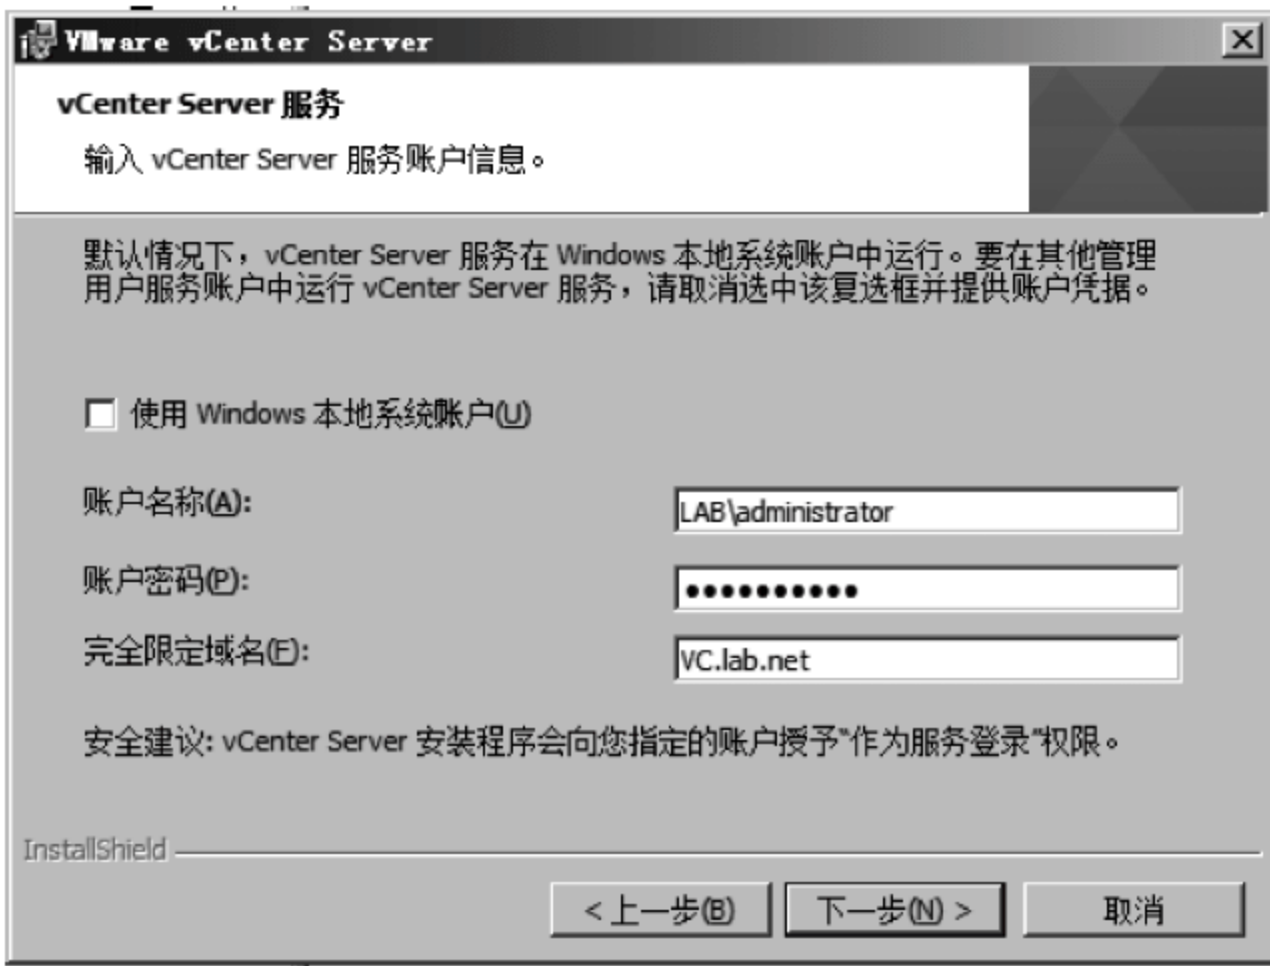 VMware vCenter Server
vCenter Server 服务
输入 vCenter Server 服务账户信息。
默认情况下，vCenter Server 服务在 Windows 本地系统账户中运行。要在其他管理
用户服务账户中运行 vCenter Server 服务，请取消选中该复选框并提供账户凭据。
使用 Windows 本地系统账户(U)
账户名称(A): LAB\administrator
账户密码(P): ●●●●●●●●●●
完全限定域名(F): VC.lab.net
安全建议: vCenter Server 安装程序会向您指定的账户授予"作为服务登录"权限。
InstallShield
< 上一步(B) 下一步(N) > 取消